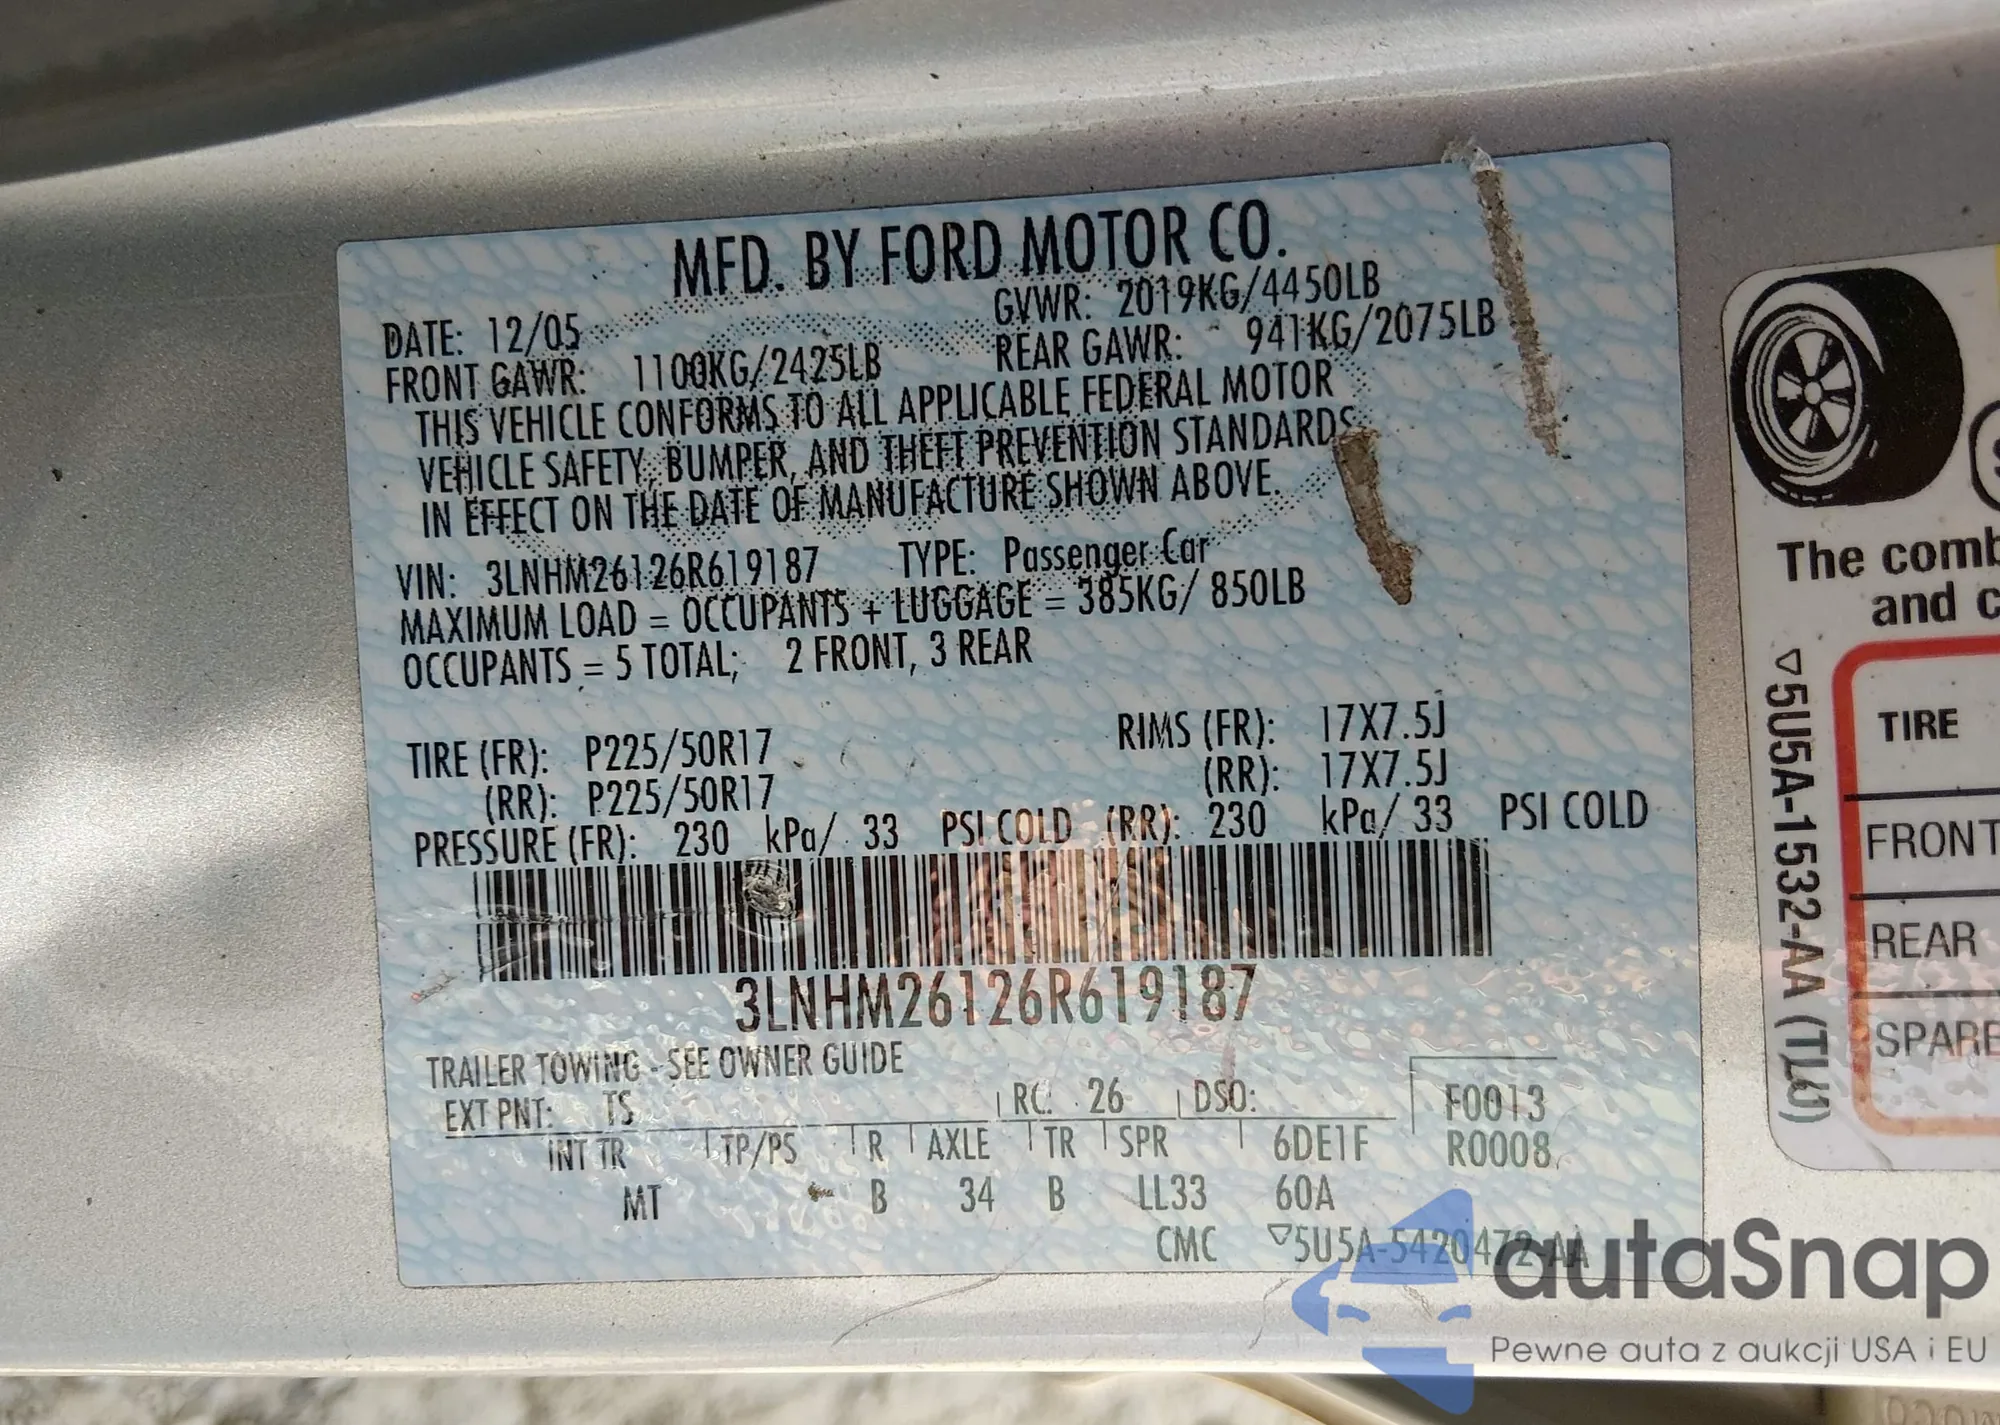 MFD. BY FORD MOTOR CO.
DATE: 12/05 GVWR: 2019KG/4450LB
FRONT GAWR: 1100KG/2425LB REAR GAWR: 941KG/2075LB
THIS VEHICLE CONFORMS TO ALL APPLICABLE FEDERAL MOTOR
VEHICLE SAFETY, BUMPER, AND THEFT PREVENTION STANDARDS
IN EFFECT ON THE DATE OF MANUFACTURE SHOWN ABOVE.
VIN: 3LNHM26126R619187 TYPE: Passenger Car
MAXIMUM LOAD = OCCUPANTS + LUGGAGE = 385KG/ 850LB
OCCUPANTS = 5 TOTAL; 2 FRONT, 3 REAR
TIRE (FR): P225/50R17 RIMS (FR): 17X7.5J
(RR): P225/50R17 (RR): 17X7.5J
PRESSURE (FR): 230 kPa/ 33 PSI COLD (RR): 230 kPa/ 33 PSI COLD
3LNHM26126R619187
TRAILER TOWING - SEE OWNER GUIDE
EXT PNT: TS RC: 26 DSO: F0013
INT TR TP/PS R AXLE TR SPR 6DE1F R0008
MT B 34 B LL33 60A
CMC ▽5U5A-5420472-AA
The comb
and c
▽5U5A-1532-AA
TIRE
FRONT
REAR
SPARE
autaSnap
Pewne auta z aukcji USA i EU